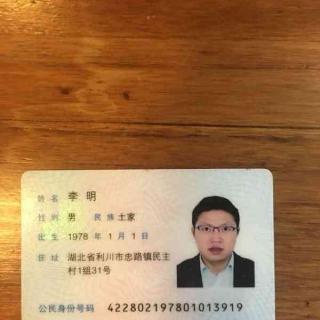 姓名 李明
性别 男 民族 土家
出生 1978 年 1 月 1 日
住址 湖北省利川市忠路镇民主
村1组31号
公民身份号码 422802197801013919